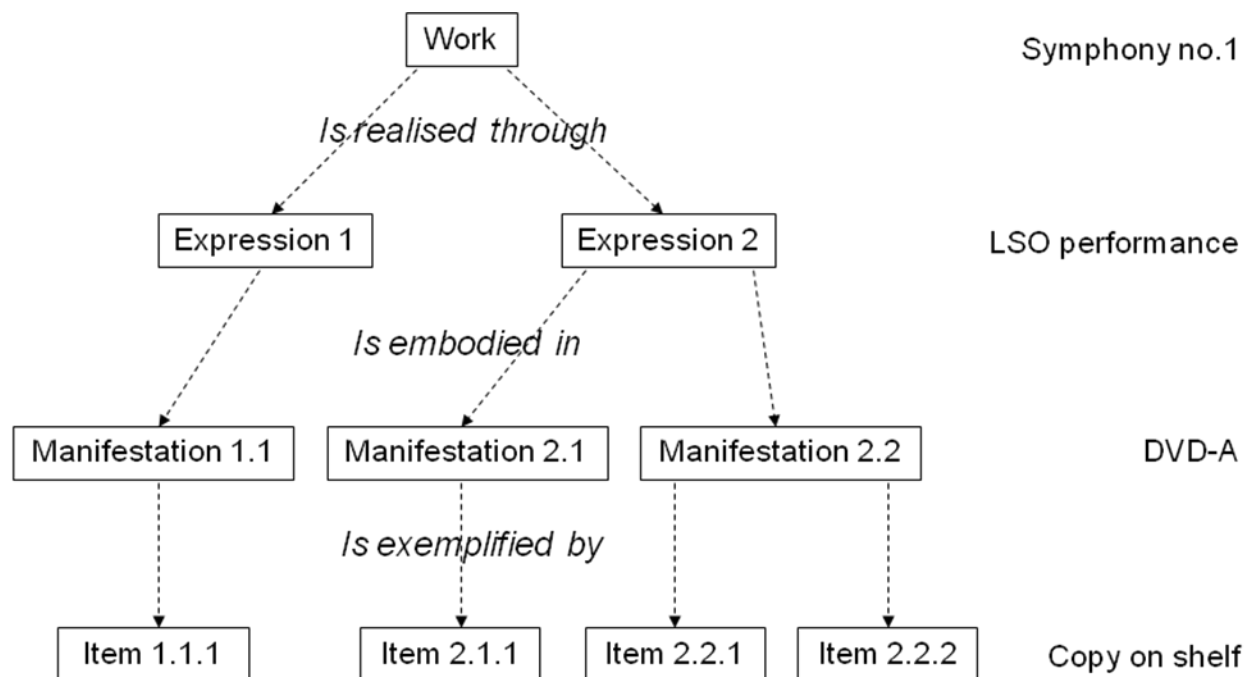 Work
Symphony no.1
Is realised through
Expression 1
Expression 2
LSO performance
Is embodied in
Manifestation 1.1
Manifestation 2.1
Manifestation 2.2
DVD-A
Is exemplified by
Item 1.1.1
Item 2.1.1
Item 2.2.1
Item 2.2.2
Copy on shelf